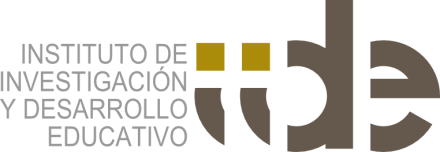 INSTITUTO DE
INVESTIGACIÓN
Y DESARROLLO
EDUCATIVO
iide